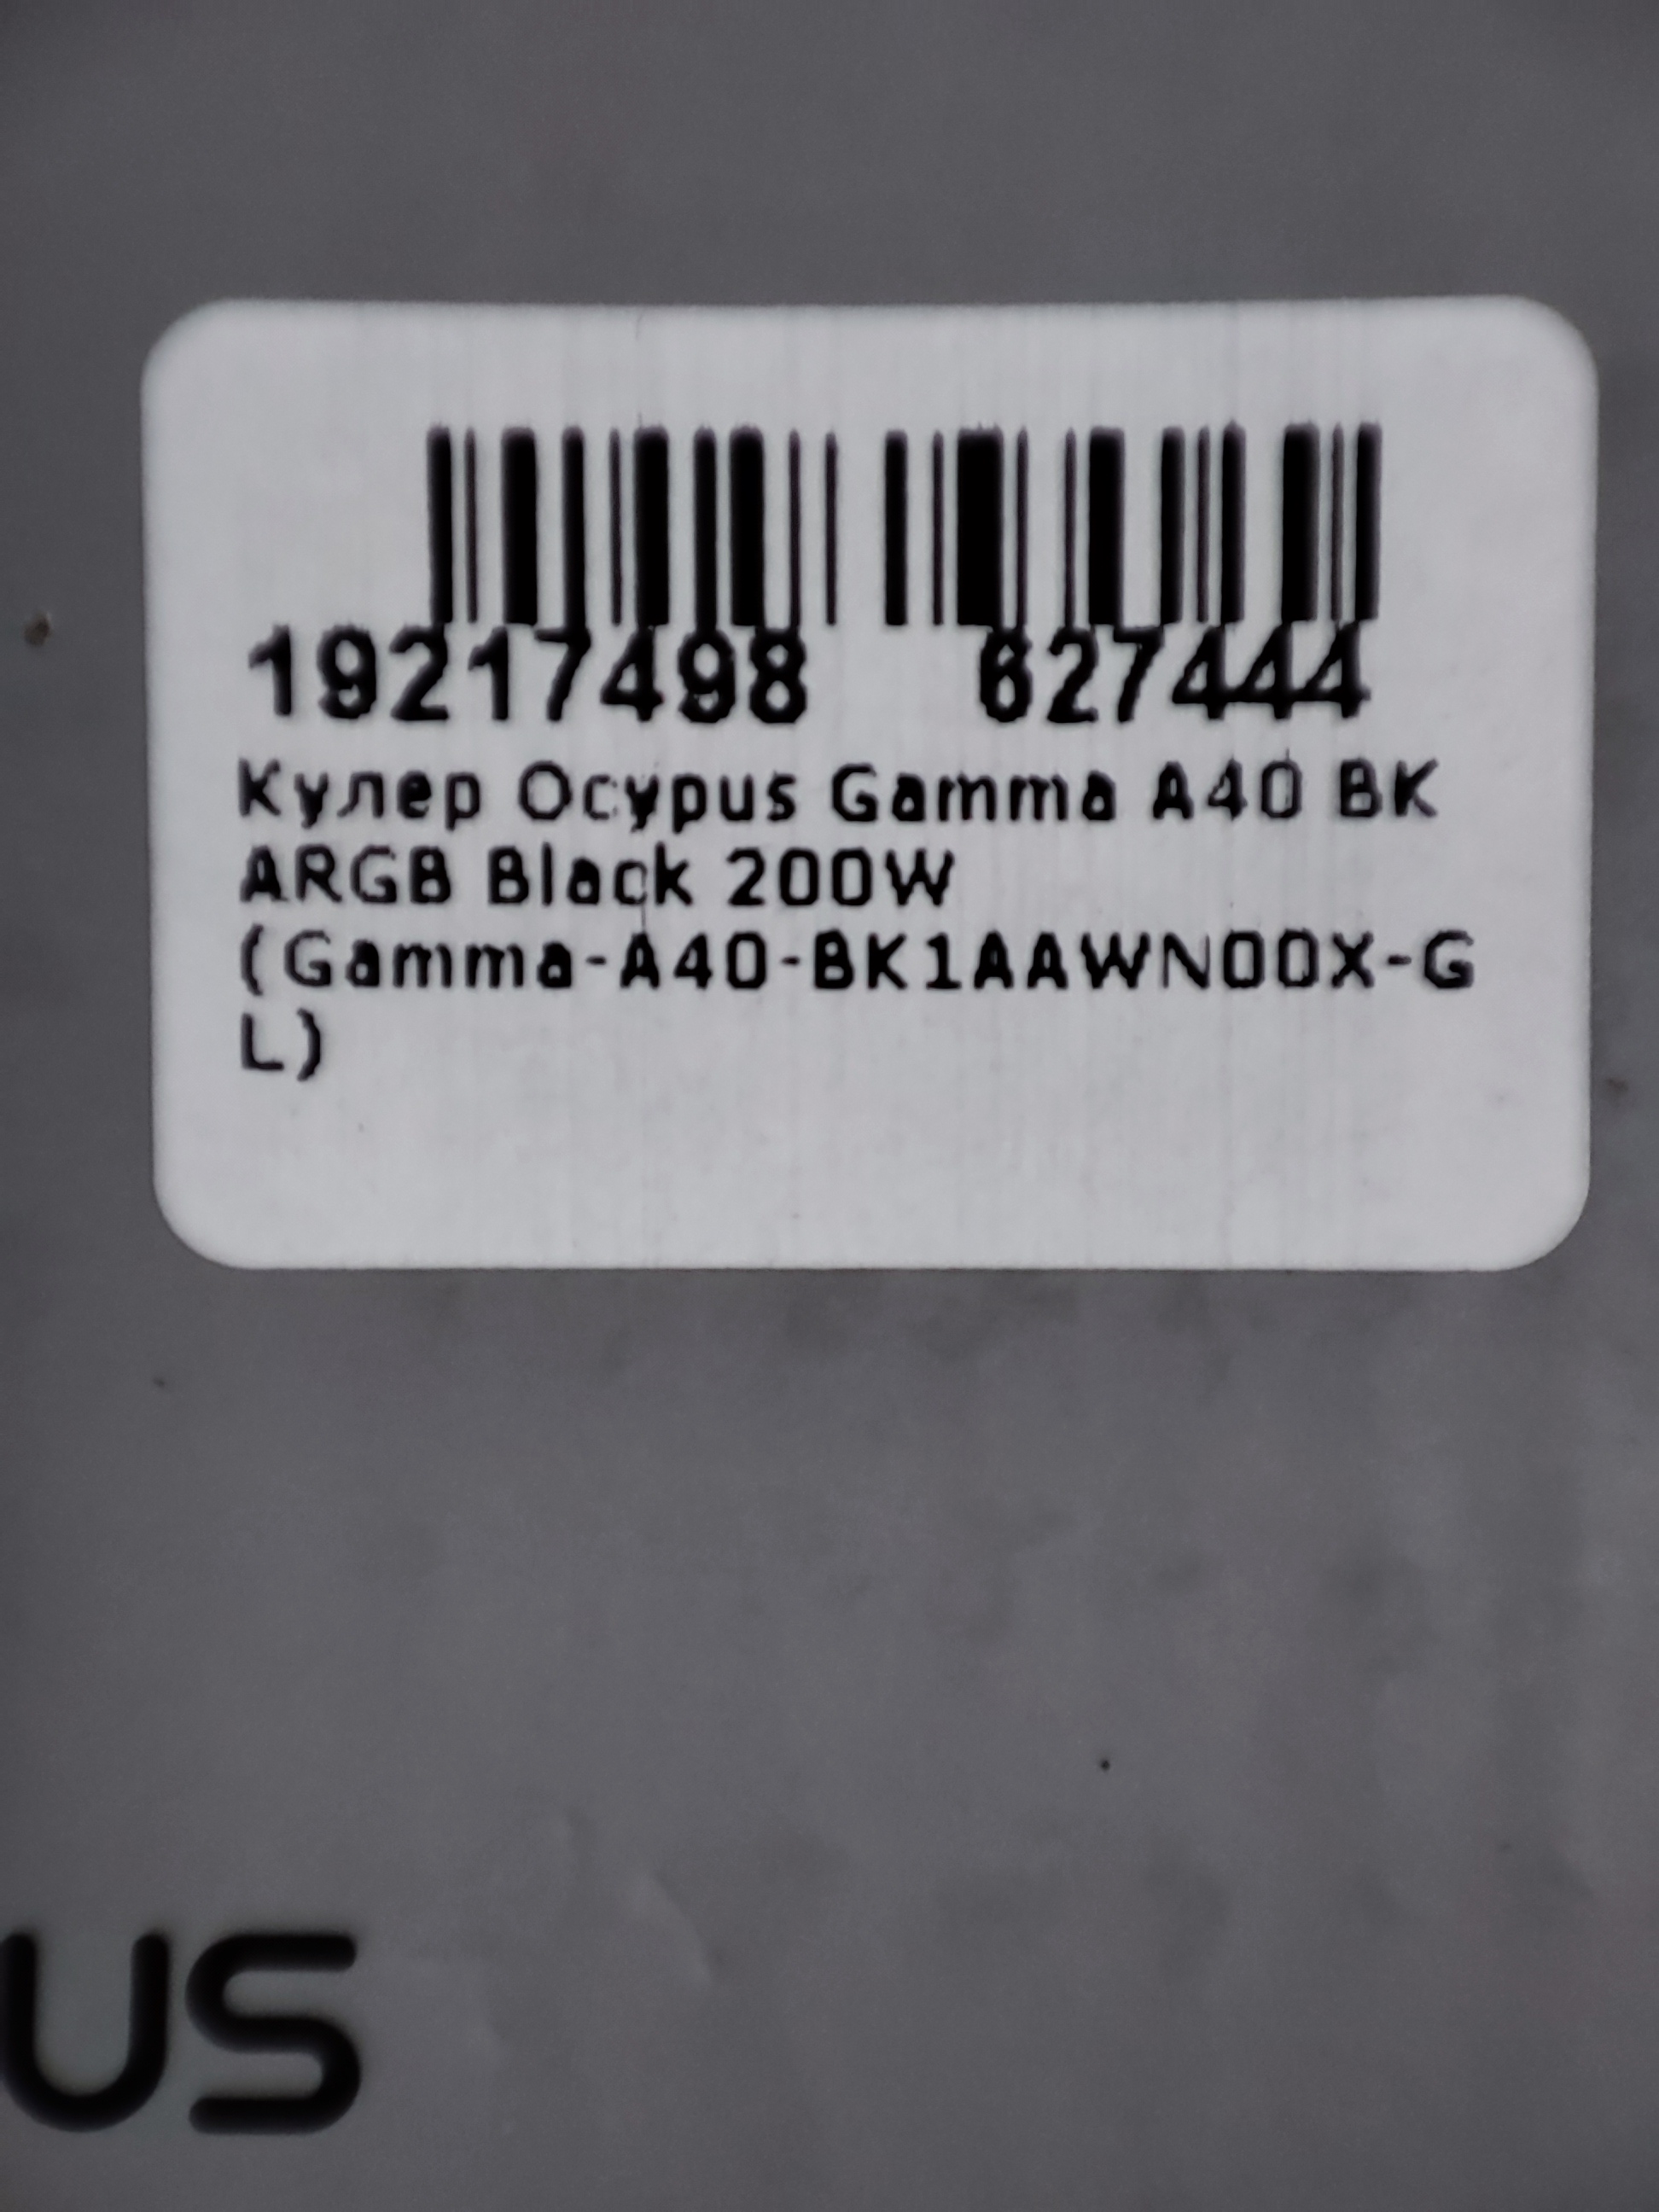 19217498 627444
Кулер Ocypus Gamma A40 BK
ARGB Black 200W
(Gamma-A40-BK1AAWN00X-G
L)
us